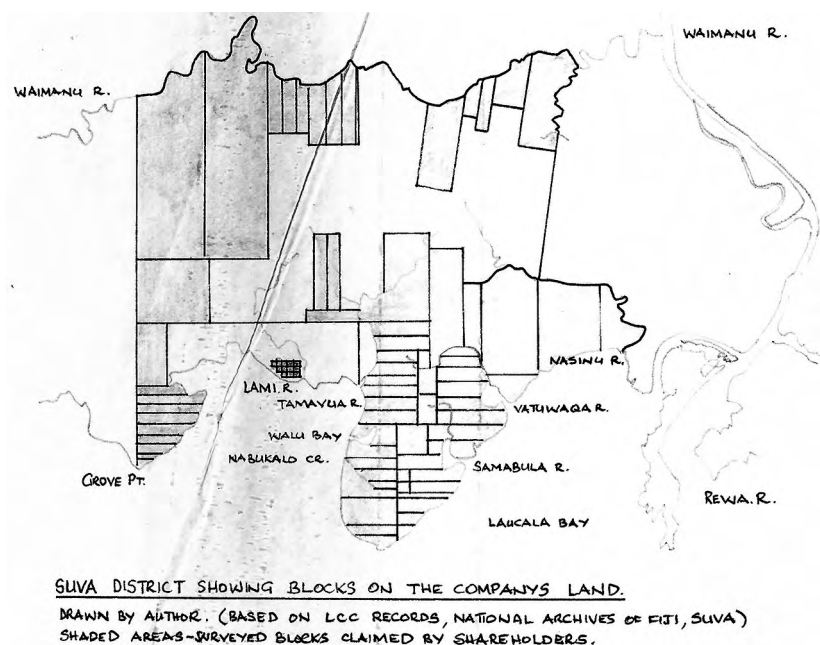 WAIMANU R.
WAIMANU R.
NASINU R.
LAMI. R.
TAMAVUA R.
VATUWAQA R.
WALU BAY
NABUKALO CR.
SAMABULA R.
GROVE PT.
REWA. R.
LAUCALA BAY
SUVA DISTRICT SHOWING BLOCKS ON THE COMPANYS LAND.
DRAWN BY AUTHOR. (BASED ON LCC RECORDS, NATIONAL ARCHIVES OF FIJI, SUVA)
SHADED AREAS-SURVEYED BLOCKS CLAIMED BY SHAREHOLDERS.